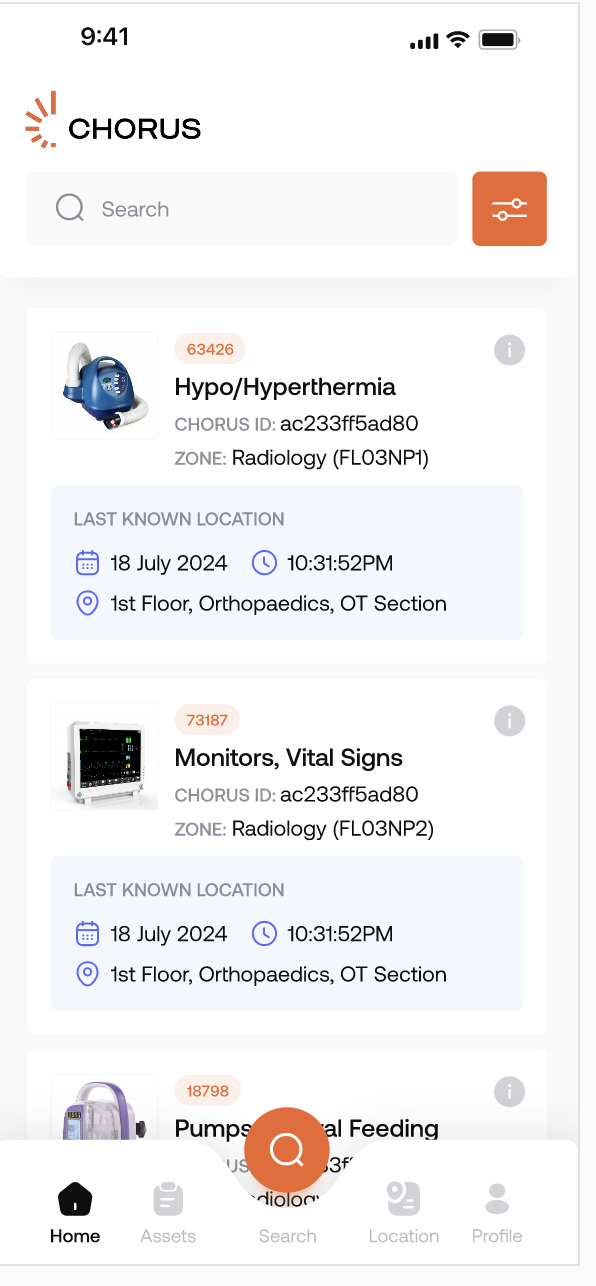 9:41
CHORUS
Search
63426
Hypo/Hyperthermia
CHORUS ID: ac233ff5ad80
ZONE: Radiology (FL03NP1)
LAST KNOWN LOCATION
18 July 2024 10:31:52PM
1st Floor, Orthopaedics, OT Section
73187
Monitors, Vital Signs
CHORUS ID: ac233ff5ad80
ZONE: Radiology (FL03NP2)
LAST KNOWN LOCATION
18 July 2024 10:31:52PM
1st Floor, Orthopaedics, OT Section
18798
Pumps Feeding
Home Assets Search Location Profile